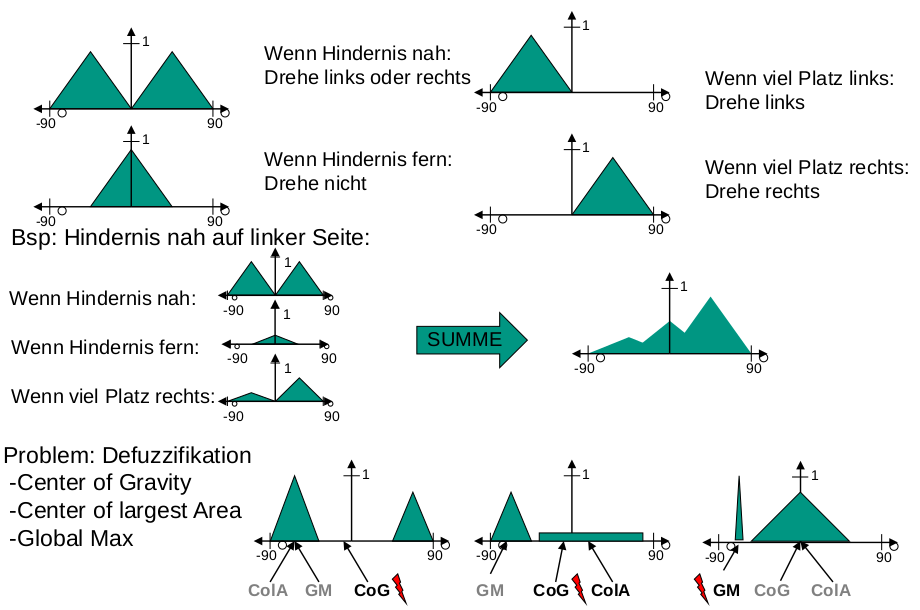 1
-90
90
Wenn Hindernis nah:
Drehe links oder rechts
1
-90
90
Wenn viel Platz links:
Drehe links
1
-90
90
Wenn Hindernis fern:
Drehe nicht
1
-90
90
Wenn viel Platz rechts:
Drehe rechts
Bsp: Hindernis nah auf linker Seite:
Wenn Hindernis nah:
1
-90
90
Wenn Hindernis fern:
1
-90
90
Wenn viel Platz rechts:
1
-90
90
SUMME
1
-90
90
Problem: Defuzzifikation
-Center of Gravity
-Center of largest Area
-Global Max
1
-90
90
ColA GM CoG
1
-90
90
GM CoG ColA
1
-90
90
GM CoG ColA